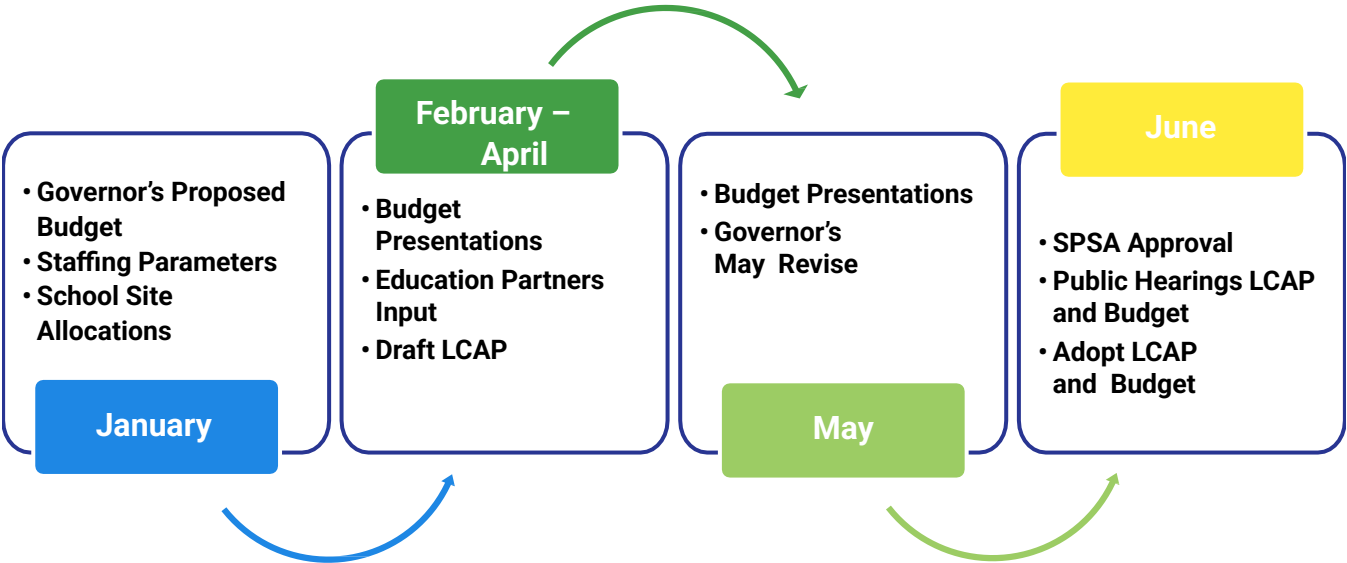 • Governor’s Proposed
Budget
• Staffing Parameters
• School Site
Allocations
January
February –
April
• Budget
Presentations
• Education Partners
Input
• Draft LCAP
• Budget Presentations
• Governor’s
May Revise
May
June
• SPSA Approval
• Public Hearings LCAP
and Budget
• Adopt LCAP
and Budget